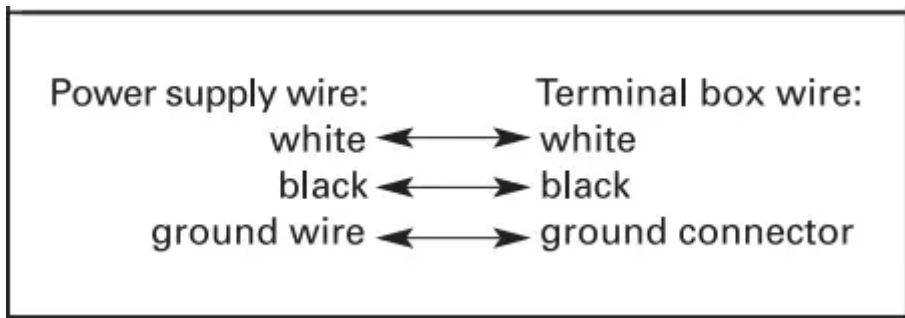 Power supply wire: Terminal box wire:
white white
black black
ground wire ground connector